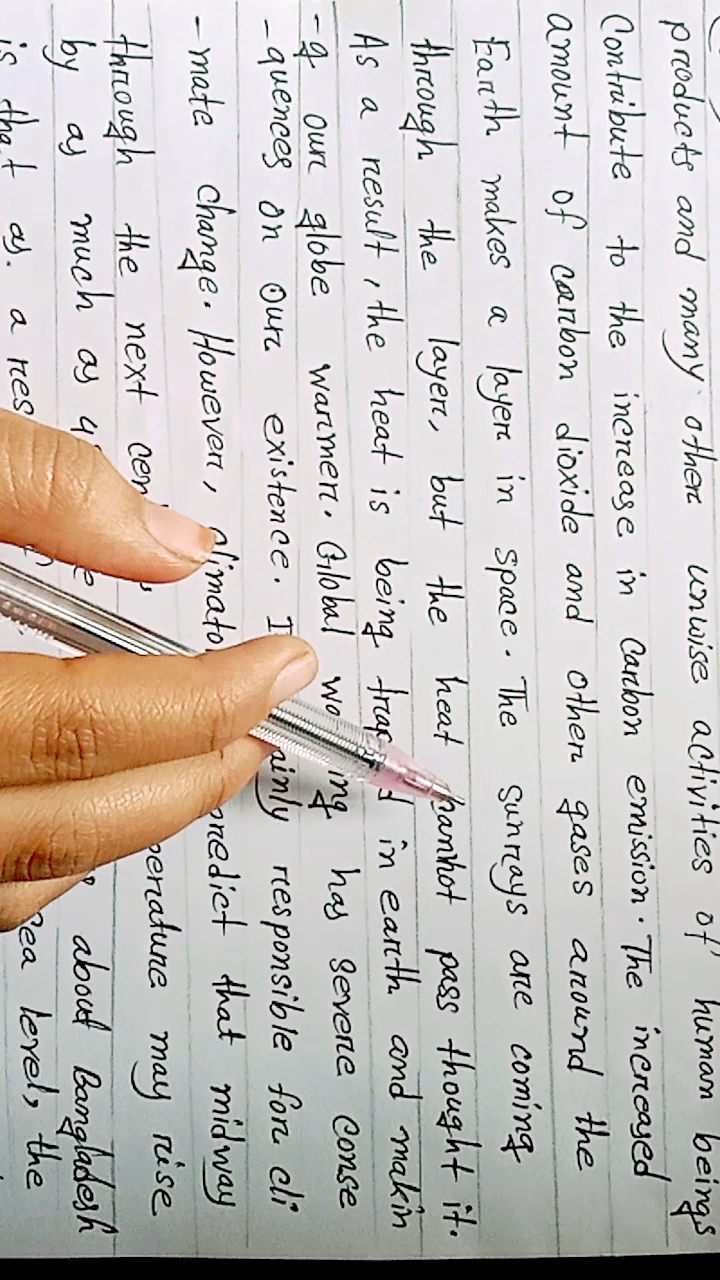 products and many other unwise activities of human beings
Contribute to the increase in carbon emission. The increased
amount of carbon dioxide and other gases around the
Earth makes a layer in space. The sunrays are coming
through the layer, but the heat cannot pass thought it.
As a result, the heat is being in earth and makin
-g our globe warmer. Global has severe conse
-quences on our existence. responsible for cli
-mate change. However, predict that midway
through the next may rise
by as much as about Bangladesh
is that as. a sea level, the